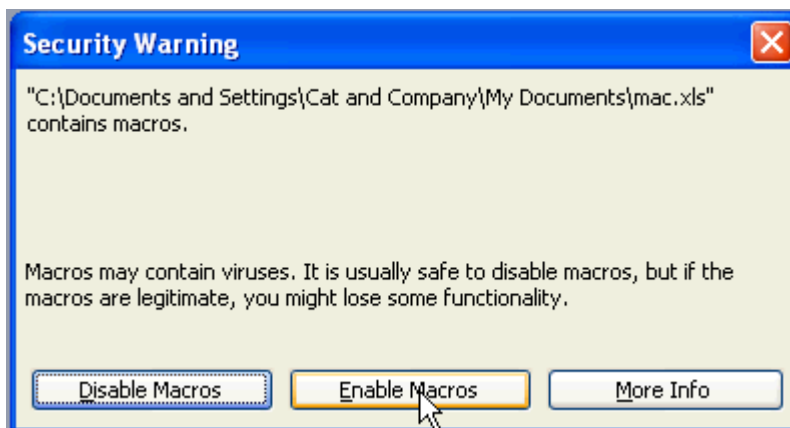 Security Warning
"C:\Documents and Settings\Cat and Company\My Documents\mac.xls"
contains macros.
Macros may contain viruses. It is usually safe to disable macros, but if the
macros are legitimate, you might lose some functionality.
Disable Macros
Enable Macros
More Info